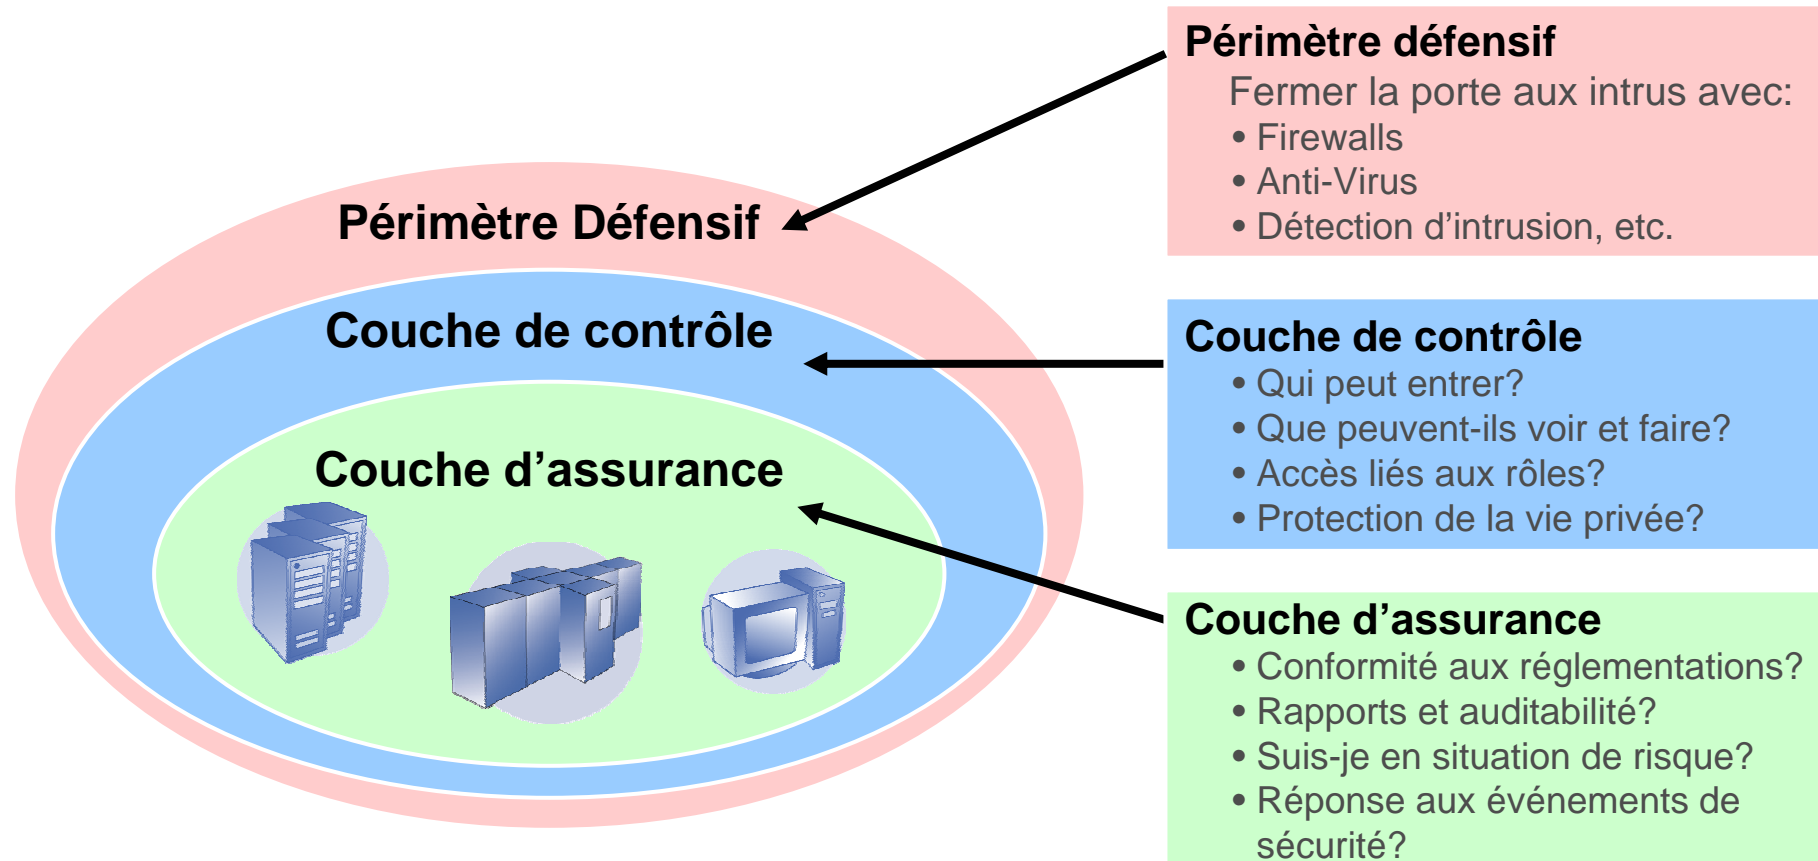 Périmètre Défensif
Couche de contrôle
Couche d’assurance
Périmètre défensif
Fermer la porte aux intrus avec:
• Firewalls
• Anti-Virus
• Détection d’intrusion, etc.
Couche de contrôle
• Qui peut entrer?
• Que peuvent-ils voir et faire?
• Accès liés aux rôles?
• Protection de la vie privée?
Couche d’assurance
• Conformité aux réglementations?
• Rapports et auditabilité?
• Suis-je en situation de risque?
• Réponse aux événements de
sécurité?